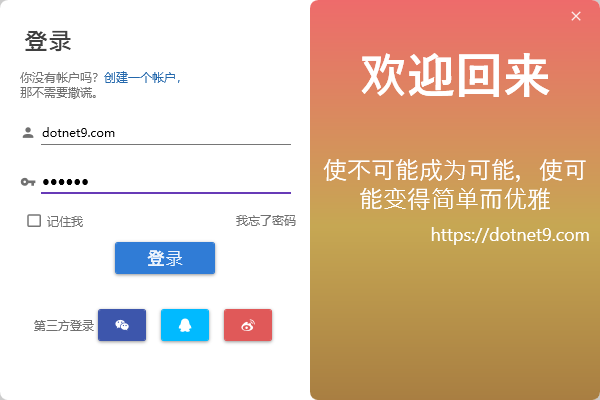 登录
你没有帐户吗？创建一个帐户，
那不需要撒谎。
dotnet9.com
••••••
记住我
我忘了密码
登录
第三方登录
欢迎回来
使不可能成为可能，使可
能变得简单而优雅
https://dotnet9.com